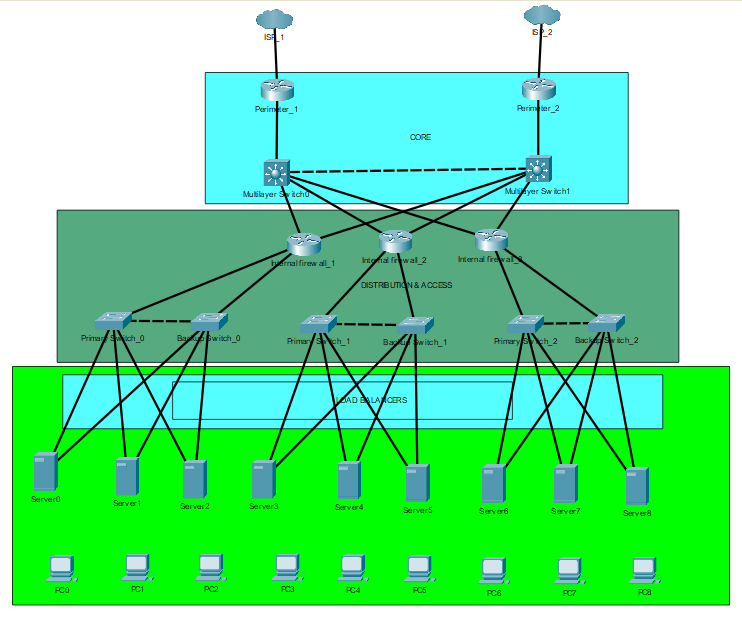 ISP_1
ISP_2
Perimeter_1
Perimeter_2
CORE
Multilayer Switch0
Multilayer Switch1
Internal firewall_1
Internal firewall_2
Internal firewall_3
DISTRIBUTION & ACCESS
Primary Switch_0
Backup Switch_0
Primary Switch_1
Backup Switch_1
Primary Switch_2
Backup Switch_2
LOAD BALANCERS
Server0
Server1
Server2
Server3
Server4
Server5
Server6
Server7
Server8
PC0
PC1
PC2
PC3
PC4
PC5
PC6
PC7
PC8